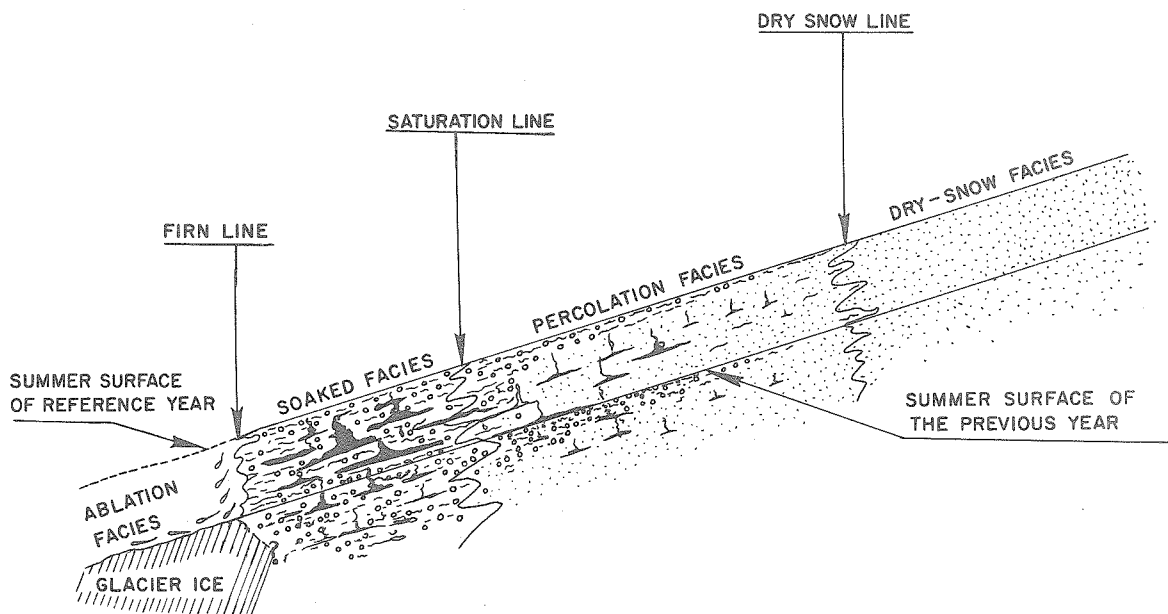 DRY SNOW LINE
SATURATION LINE
DRY-SNOW FACIES
FIRN LINE
PERCOLATION FACIES
SOAKED FACIES
SUMMER SURFACE
OF REFERENCE YEAR
SUMMER SURFACE OF
THE PREVIOUS YEAR
ABLATION
FACIES
GLACIER ICE